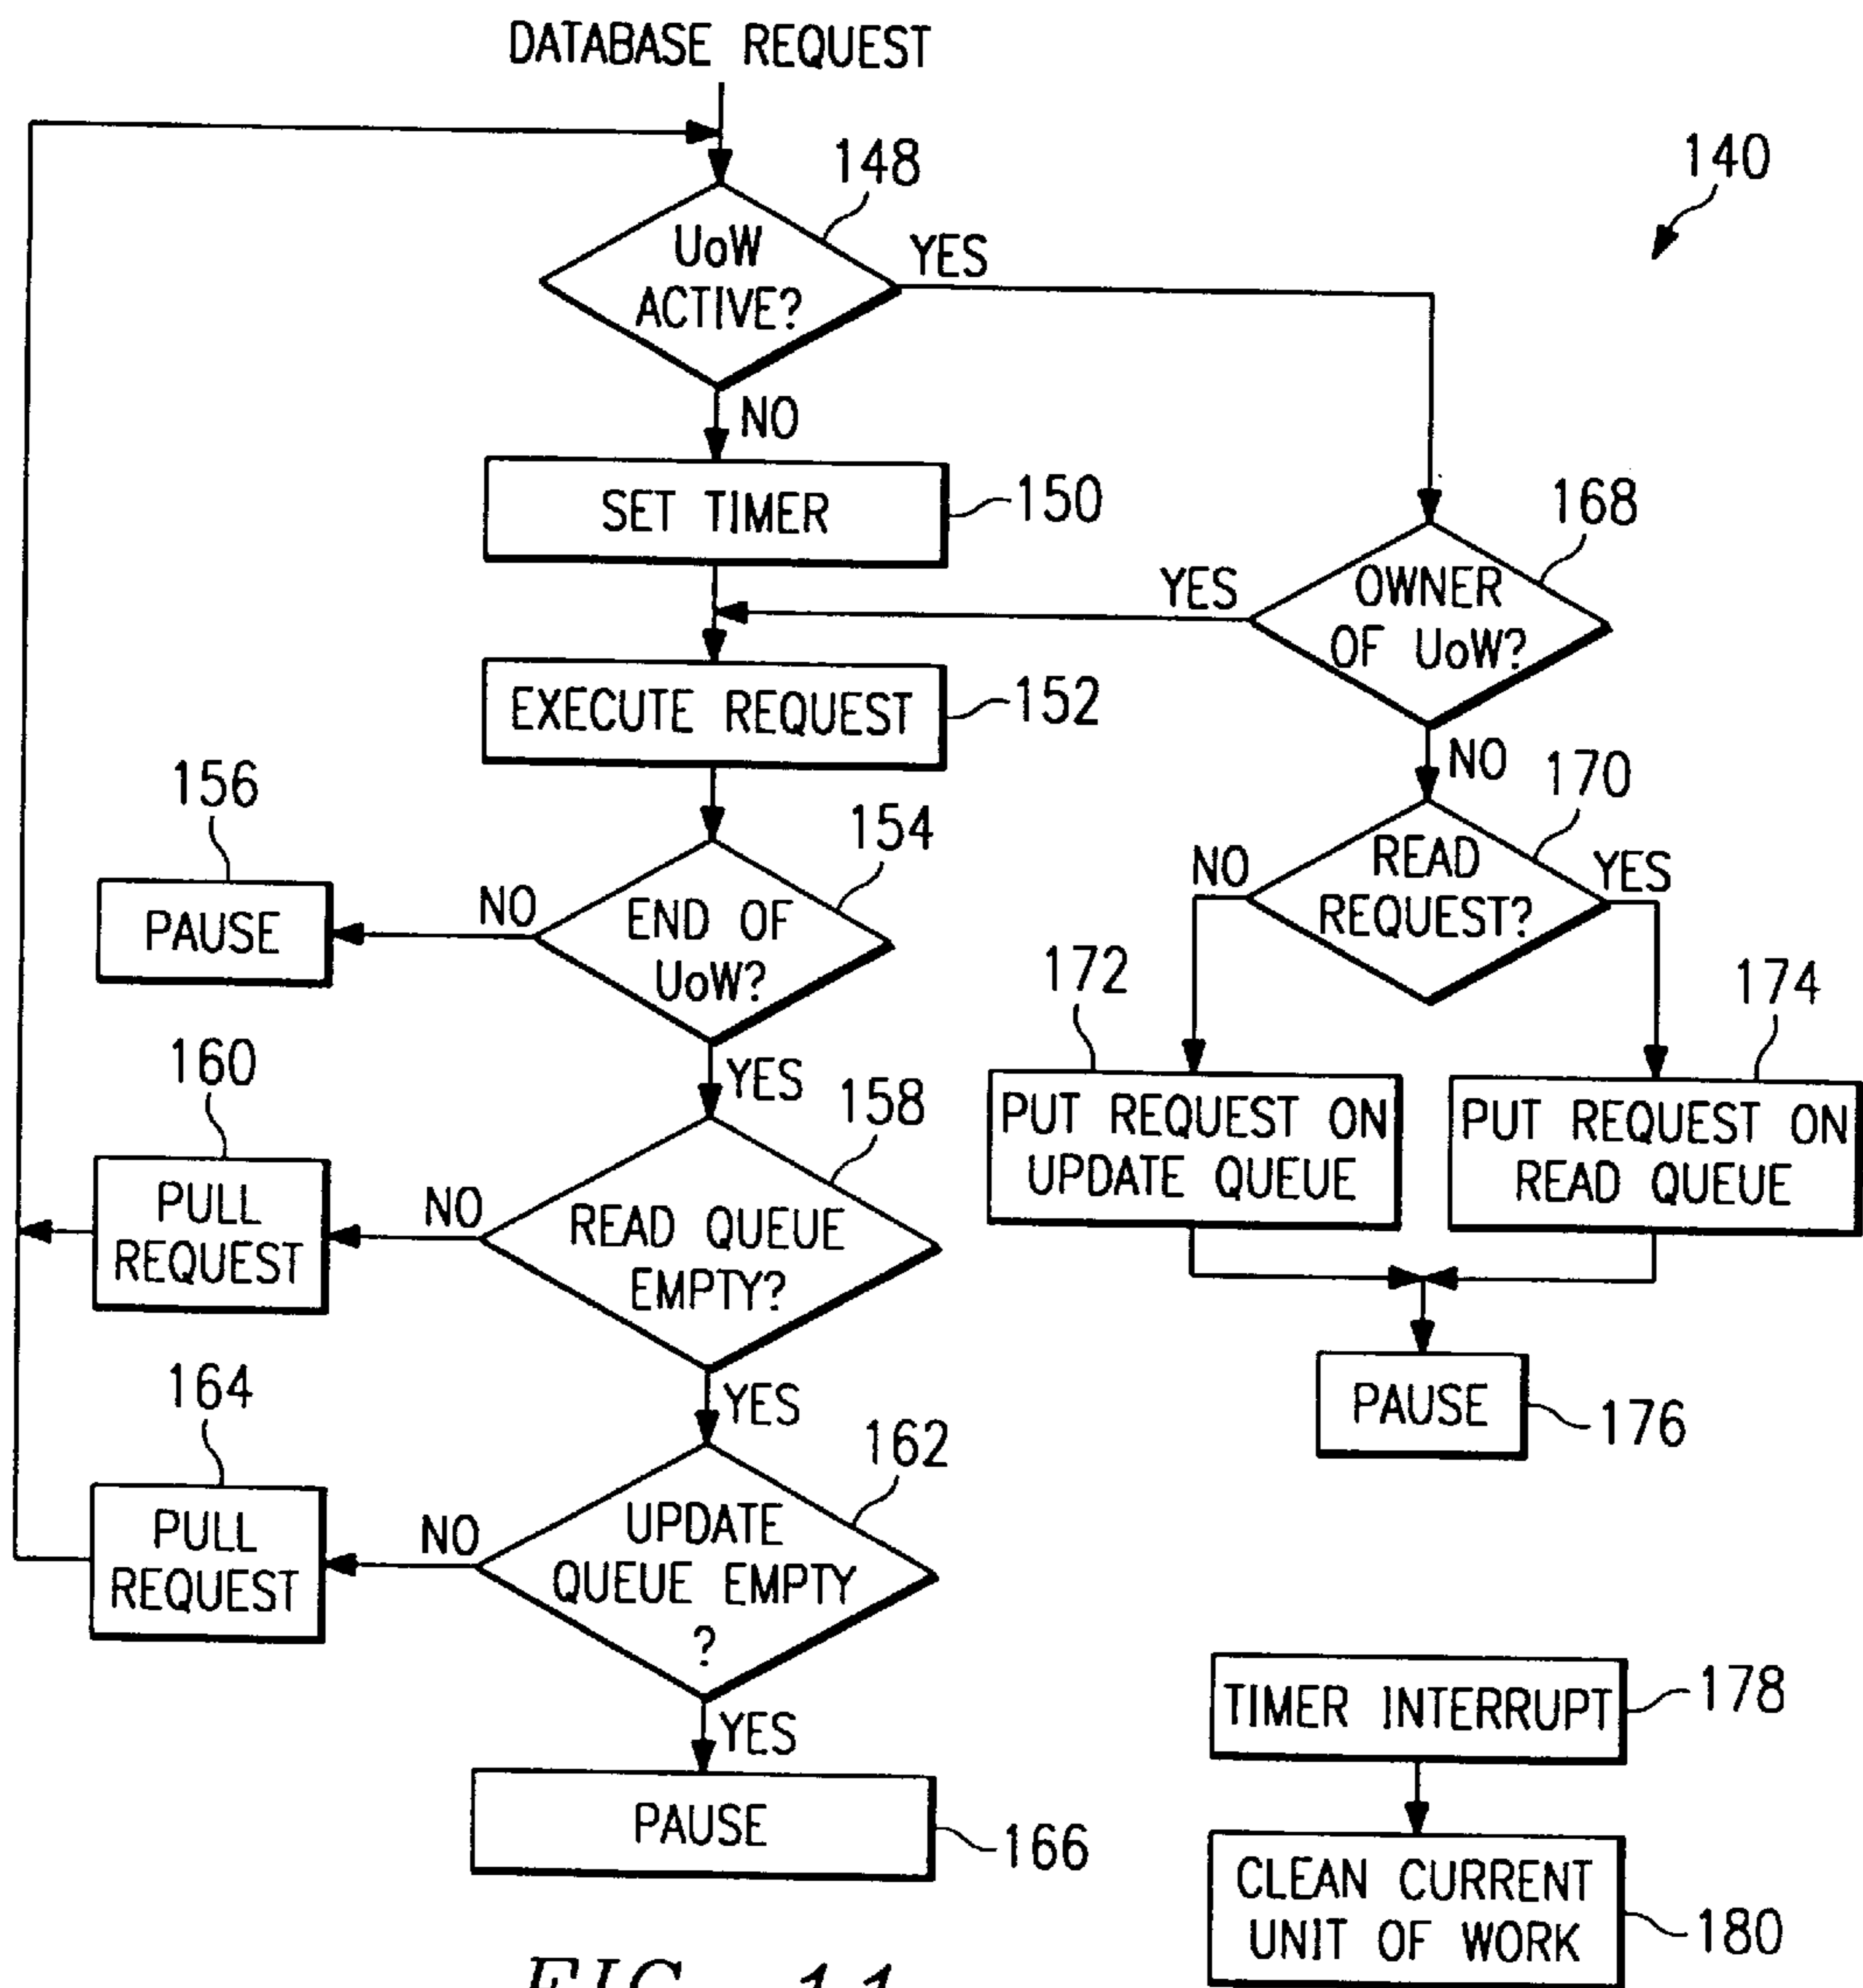 DATABASE REQUEST
148
140
UoW
ACTIVE?
YES
NO
SET TIMER
150
168
OWNER
OF UoW?
YES
NO
EXECUTE REQUEST
152
156
PAUSE
154
END OF
UoW?
NO
YES
170
READ
REQUEST?
NO
YES
172
PUT REQUEST ON
UPDATE QUEUE
174
PUT REQUEST ON
READ QUEUE
160
PULL
REQUEST
158
READ QUEUE
EMPTY?
NO
YES
PAUSE
176
164
PULL
REQUEST
162
UPDATE
QUEUE EMPTY
?
NO
YES
PAUSE
166
TIMER INTERRUPT
178
CLEAN CURRENT
UNIT OF WORK
180
FIG. 11